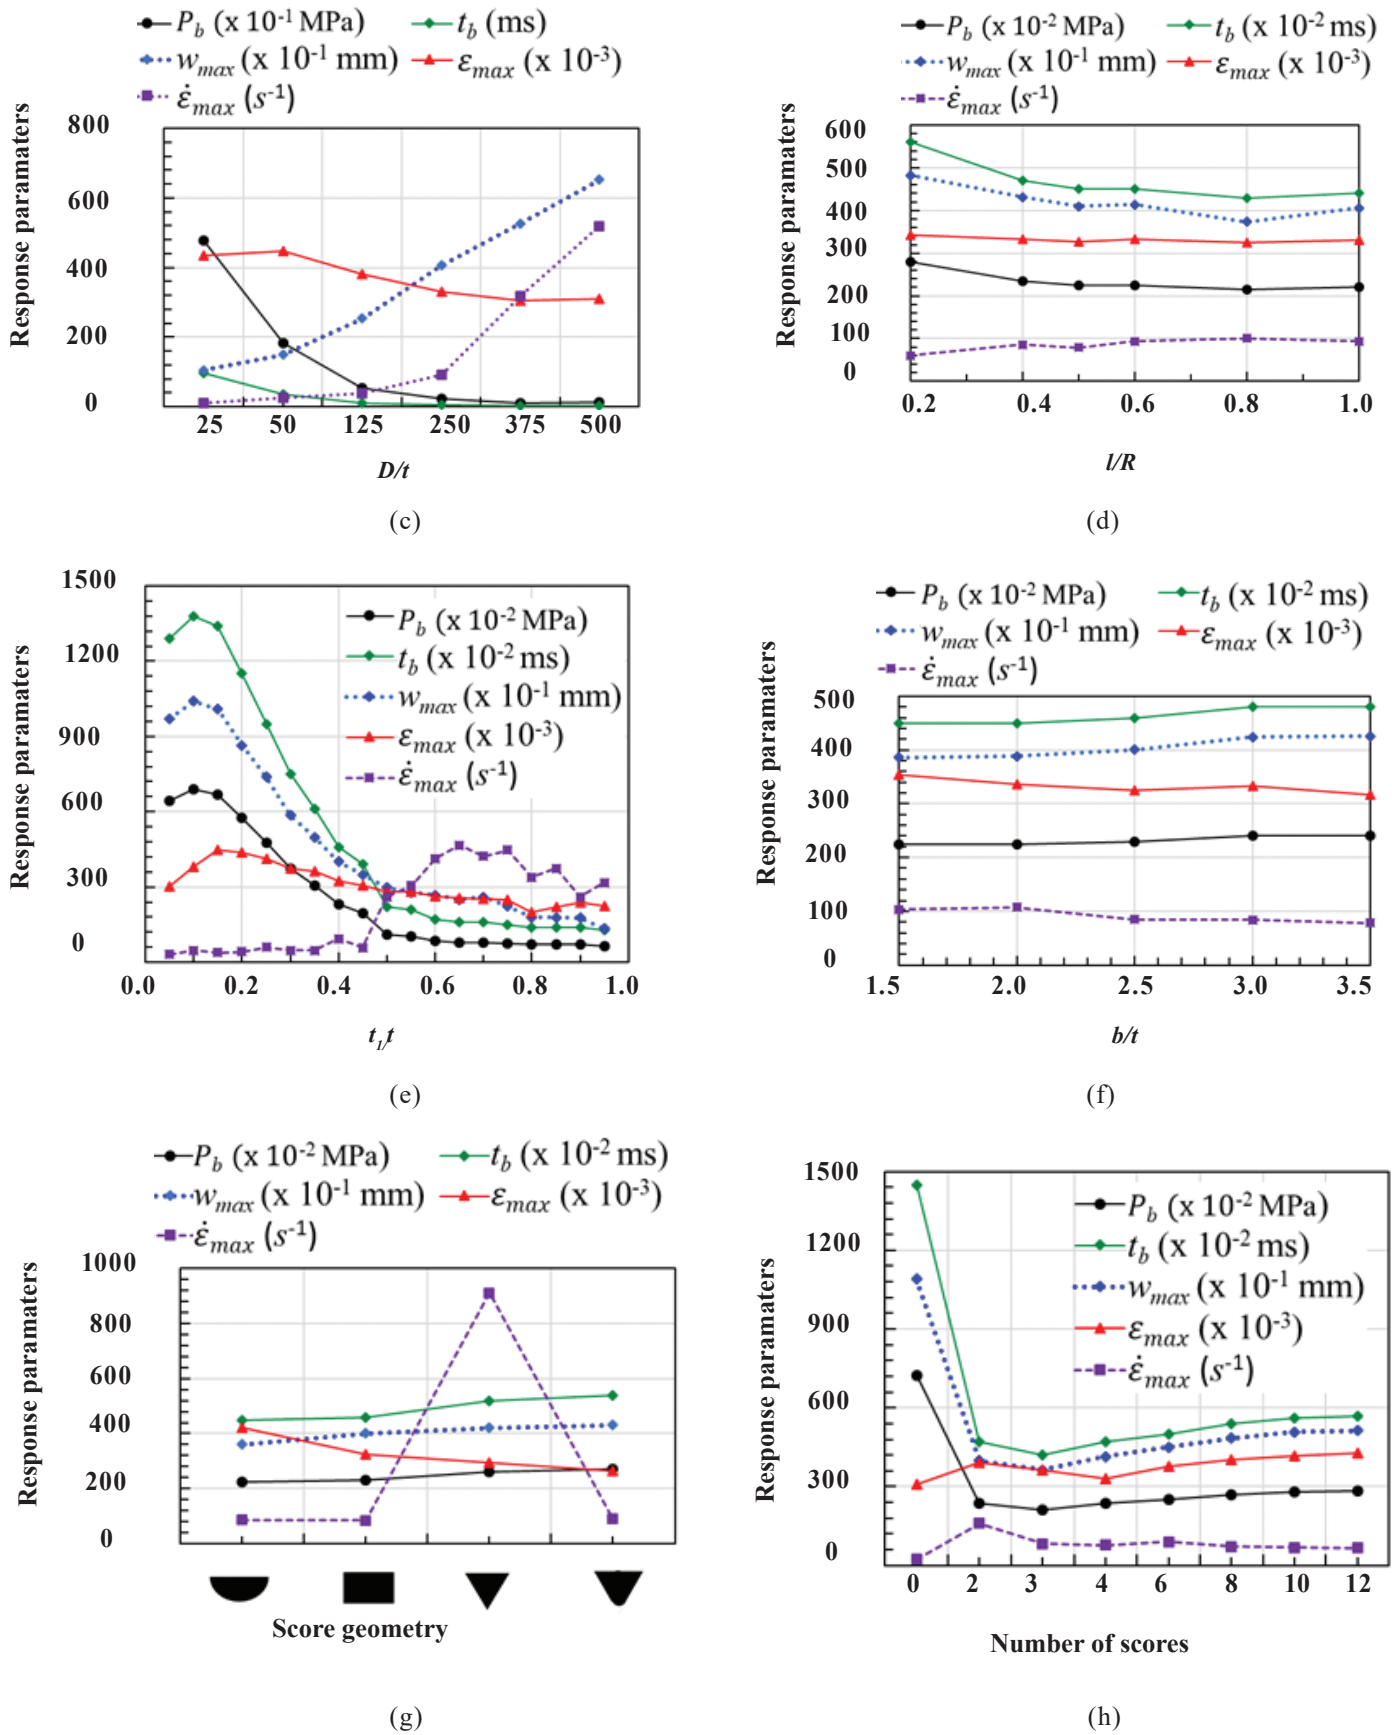 P_b (x 10^-1 MPa) t_b (ms)
w_max (x 10^-1 mm) ε_max (x 10^-3)
ε̇_max (s^-1)
Response paramaters
800
600
400
200
0
25 50 125 250 375 500
D/t
(c)
P_b (x 10^-2 MPa) t_b (x 10^-2 ms)
w_max (x 10^-1 mm) ε_max (x 10^-3)
ε̇_max (s^-1)
Response paramaters
600
500
400
300
200
100
0
0.2 0.4 0.6 0.8 1.0
l/R
(d)
Response paramaters
1500
1200
900
600
300
0
P_b (x 10^-2 MPa)
t_b (x 10^-2 ms)
w_max (x 10^-1 mm)
ε_max (x 10^-3)
ε̇_max (s^-1)
0.0 0.2 0.4 0.6 0.8 1.0
t_1/t
(e)
P_b (x 10^-2 MPa) t_b (x 10^-2 ms)
w_max (x 10^-1 mm) ε_max (x 10^-3)
ε̇_max (s^-1)
Response paramaters
500
400
300
200
100
0
1.5 2.0 2.5 3.0 3.5
b/t
(f)
P_b (x 10^-2 MPa) t_b (x 10^-2 ms)
w_max (x 10^-1 mm) ε_max (x 10^-3)
ε̇_max (s^-1)
Response paramaters
1000
800
600
400
200
0
Score geometry
(g)
Response paramaters
1500
1200
900
600
300
0
P_b (x 10^-2 MPa)
t_b (x 10^-2 ms)
w_max (x 10^-1 mm)
ε_max (x 10^-3)
ε̇_max (s^-1)
0 2 3 4 6 8 10 12
Number of scores
(h)